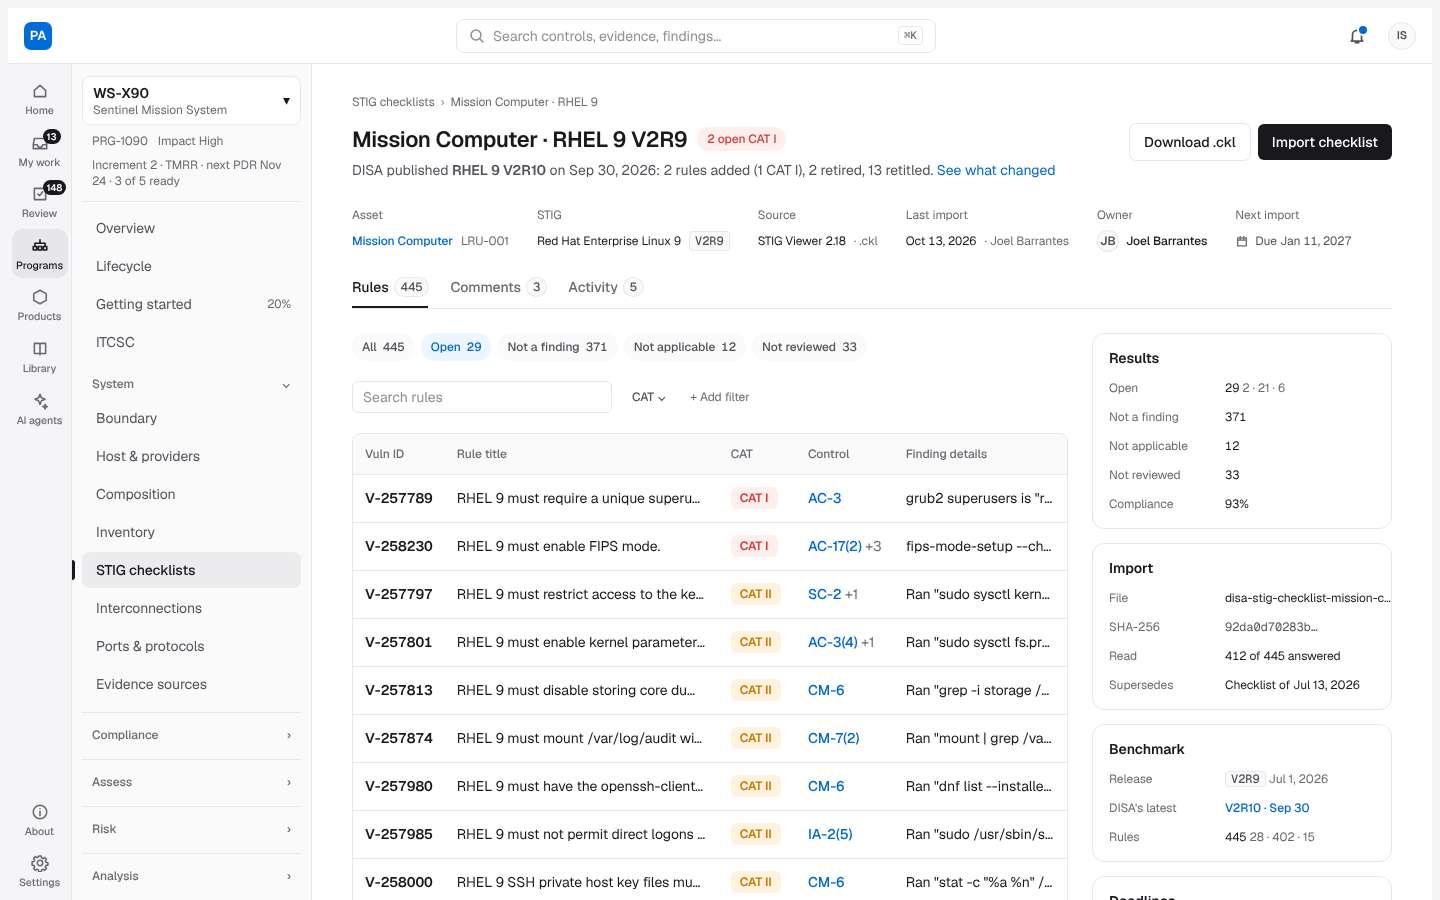 PA
Search controls, evidence, findings...
⌘K
IS
Home
13
My work
148
Review
Programs
Products
Library
AI agents
About
Settings
WS-X90
Sentinel Mission System
PRG-1090 Impact High
Increment 2 · TMRR · next PDR Nov
24 · 3 of 5 ready
Overview
Lifecycle
Getting started 20%
ITCSC
System
Boundary
Host & providers
Composition
Inventory
STIG checklists
Interconnections
Ports & protocols
Evidence sources
Compliance
Assess
Risk
Analysis
STIG checklists › Mission Computer · RHEL 9
Mission Computer · RHEL 9 V2R9 2 open CAT I
Download .ckl
Import checklist
DISA published RHEL 9 V2R10 on Sep 30, 2026: 2 rules added (1 CAT I), 2 retired, 13 retitled. See what changed
Asset STIG Source Last import Owner Next import
Mission Computer LRU-001 Red Hat Enterprise Linux 9 V2R9 STIG Viewer 2.18 · .ckl Oct 13, 2026 · Joel Barrantes JB Joel Barrantes Due Jan 11, 2027
Rules 445 Comments 3 Activity 5
All 445 Open 29 Not a finding 371 Not applicable 12 Not reviewed 33
Search rules CAT + Add filter
Vuln ID Rule title CAT Control Finding details
V-257789 RHEL 9 must require a unique superu... CAT I AC-3 grub2 superusers is "r...
V-258230 RHEL 9 must enable FIPS mode. CAT I AC-17(2) +3 fips-mode-setup --ch...
V-257797 RHEL 9 must restrict access to the ke... CAT II SC-2 +1 Ran "sudo sysctl kern...
V-257801 RHEL 9 must enable kernel parameter... CAT II AC-3(4) +1 Ran "sudo sysctl fs.pr...
V-257813 RHEL 9 must disable storing core du... CAT II CM-6 Ran "grep -i storage /...
V-257874 RHEL 9 must mount /var/log/audit wi... CAT II CM-7(2) Ran "mount | grep /va...
V-257980 RHEL 9 must have the openssh-client... CAT II CM-6 Ran "dnf list --installe...
V-257985 RHEL 9 must not permit direct logons ... CAT II IA-2(5) Ran "sudo /usr/sbin/s...
V-258000 RHEL 9 SSH private host key files mu... CAT II CM-6 Ran "stat -c "%a %n" /...
Results
Open 29 2 · 21 · 6
Not a finding 371
Not applicable 12
Not reviewed 33
Compliance 93%
Import
File disa-stig-checklist-mission-c...
SHA-256 92da0d70283b...
Read 412 of 445 answered
Supersedes Checklist of Jul 13, 2026
Benchmark
Release V2R9 Jul 1, 2026
DISA's latest V2R10 · Sep 30
Rules 445 28 · 402 · 15